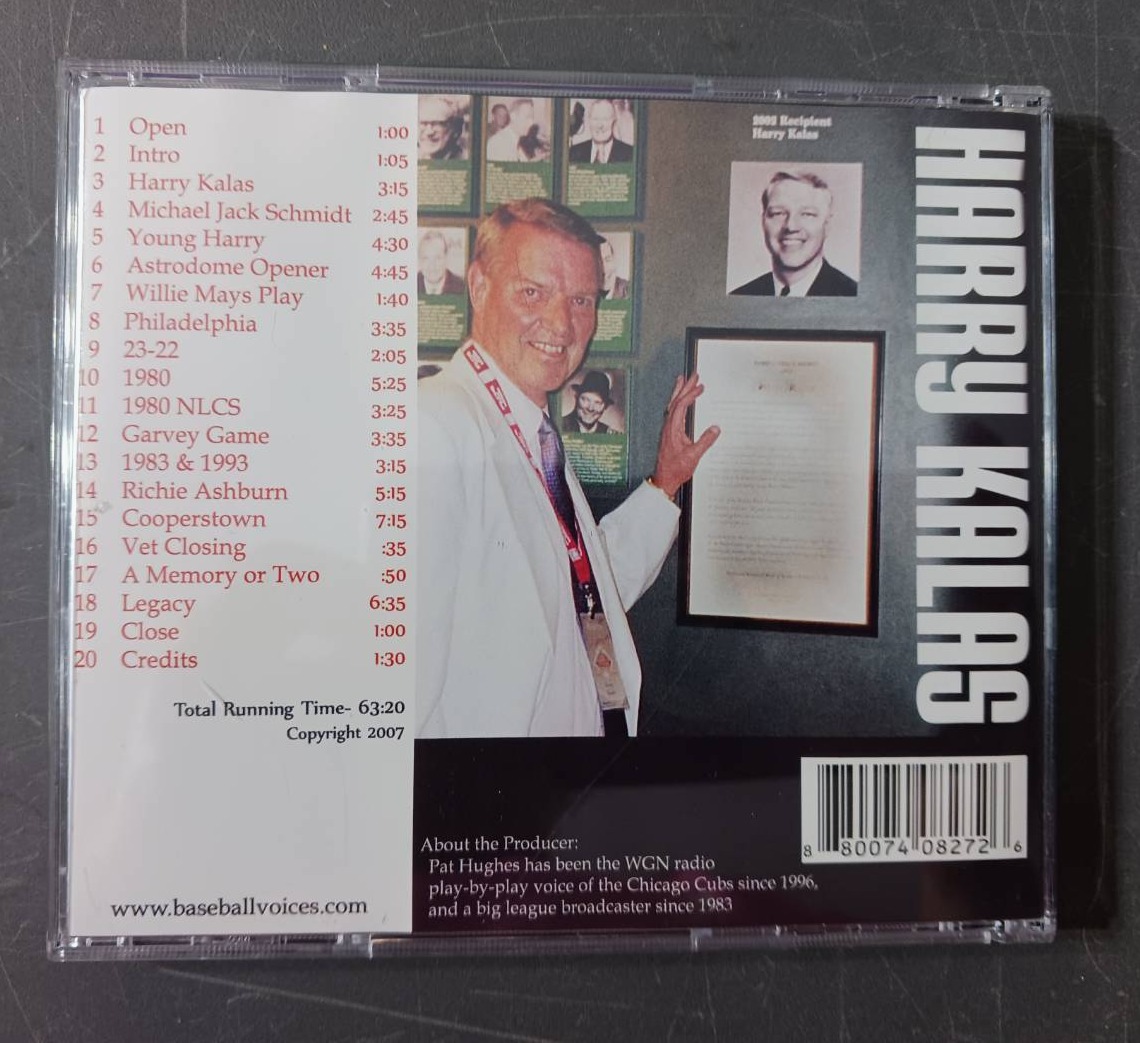 1 Open 1:00
2 Intro 1:05
3 Harry Kalas 3:15
4 Michael Jack Schmidt 2:45
5 Young Harry 4:30
6 Astrodome Opener 4:45
7 Willie Mays Play 1:40
8 Philadelphia 3:35
9 23-22 2:05
10 1980 5:25
11 1980 NLCS 3:25
12 Garvey Game 3:35
13 1983 & 1993 3:15
14 Richie Ashburn 5:15
15 Cooperstown 7:15
16 Vet Closing :35
17 A Memory or Two :50
18 Legacy 6:35
19 Close 1:00
20 Credits 1:30
Total Running Time- 63:20
Copyright 2007
www.baseballvoices.com
2002 Recipient
Harry Kalas
HARRY KALAS
About the Producer:
Pat Hughes has been the WGN radio
play-by-play voice of the Chicago Cubs since 1996,
and a big league broadcaster since 1983
8 80074 08272 6